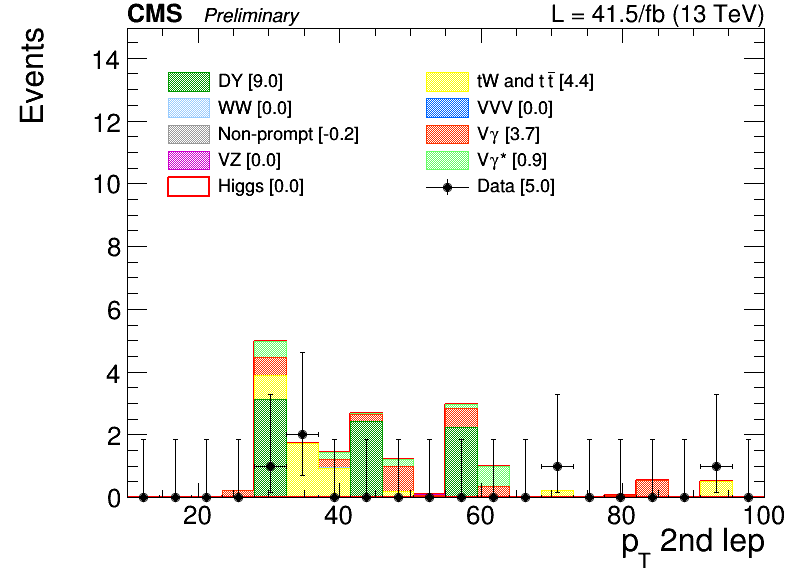 CMS Preliminary L = 41.5/fb (13 TeV)
Events
14
12
10
8
6
4
2
0
DY [9.0]
WW [0.0]
Non-prompt [-0.2]
VZ [0.0]
Higgs [0.0]
tW and tt̅ [4.4]
VVV [0.0]
Vγ [3.7]
Vγ* [0.9]
Data [5.0]
20 40 60 80 100
p_T 2nd lep